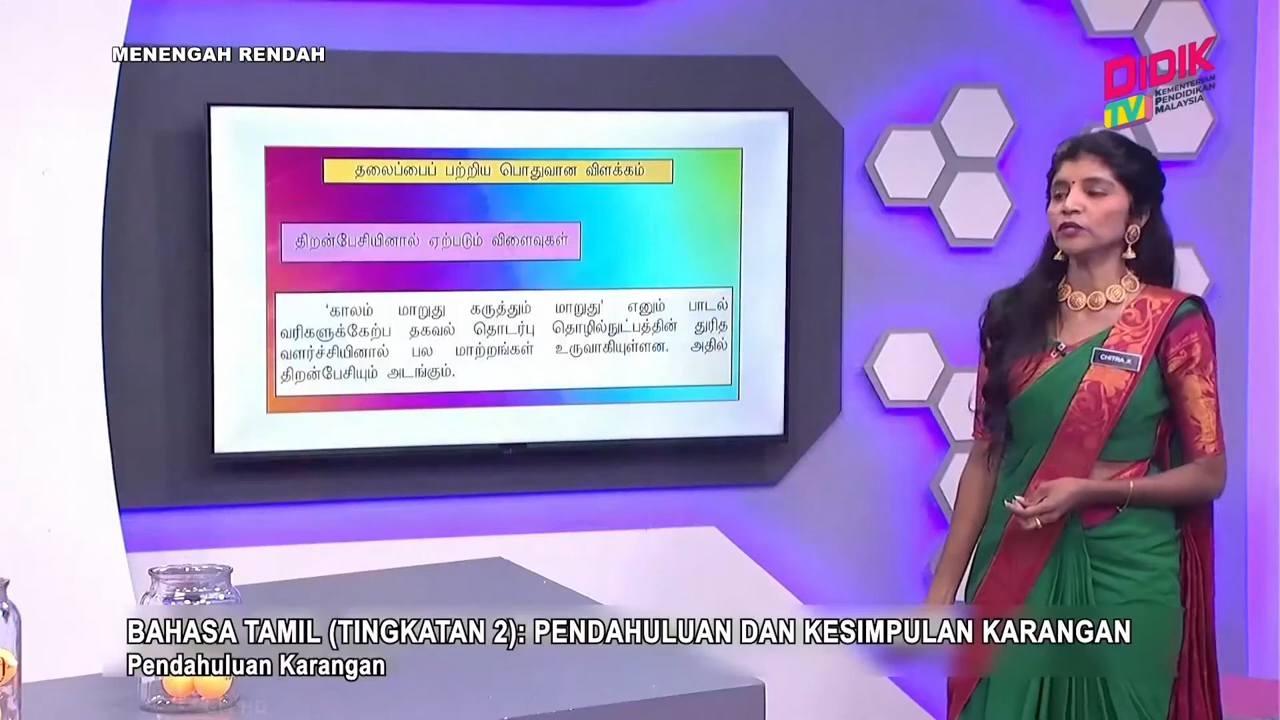 MENENGAH RENDAH
DIDIK
TV
KEMENTERIAN
PENDIDIKAN
MALAYSIA
தலைப்பைப் பற்றிய பொதுவான விளக்கம்
திறன்பேசியினால் ஏற்படும் விளைவுகள்
'காலம் மாறுது கருத்தும் மாறுது' எனும் பாடல்
வரிகளுக்கேற்ப தகவல் தொடர்பு தொழில்நுட்பத்தின் துரித
வளர்ச்சியினால் பல மாற்றங்கள் உருவாகியுள்ளன. அதில்
திறன்பேசியும் அடங்கும்.
CHITRA.K
BAHASA TAMIL (TINGKATAN 2): PENDAHULUAN DAN KESIMPULAN KARANGAN
Pendahuluan Karangan